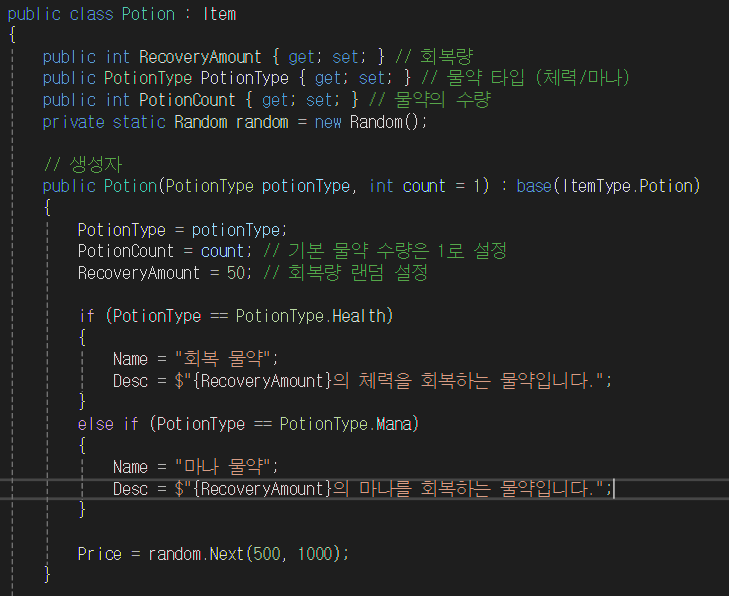 public class Potion : Item
{
public int RecoveryAmount { get; set; } // 회복량
public PotionType PotionType { get; set; } // 물약 타입 (체력/마나)
public int PotionCount { get; set; } // 물약의 수량
private static Random random = new Random();
// 생성자
public Potion(PotionType potionType, int count = 1) : base(ItemType.Potion)
{
PotionType = potionType;
PotionCount = count; // 기본 물약 수량은 1로 설정
RecoveryAmount = 50; // 회복량 랜덤 설정
if (PotionType == PotionType.Health)
{
Name = "회복 물약";
Desc = $"{RecoveryAmount}의 체력을 회복하는 물약입니다.";
}
else if (PotionType == PotionType.Mana)
{
Name = "마나 물약";
Desc = $"{RecoveryAmount}의 마나를 회복하는 물약입니다.";
}
Price = random.Next(500, 1000);
}